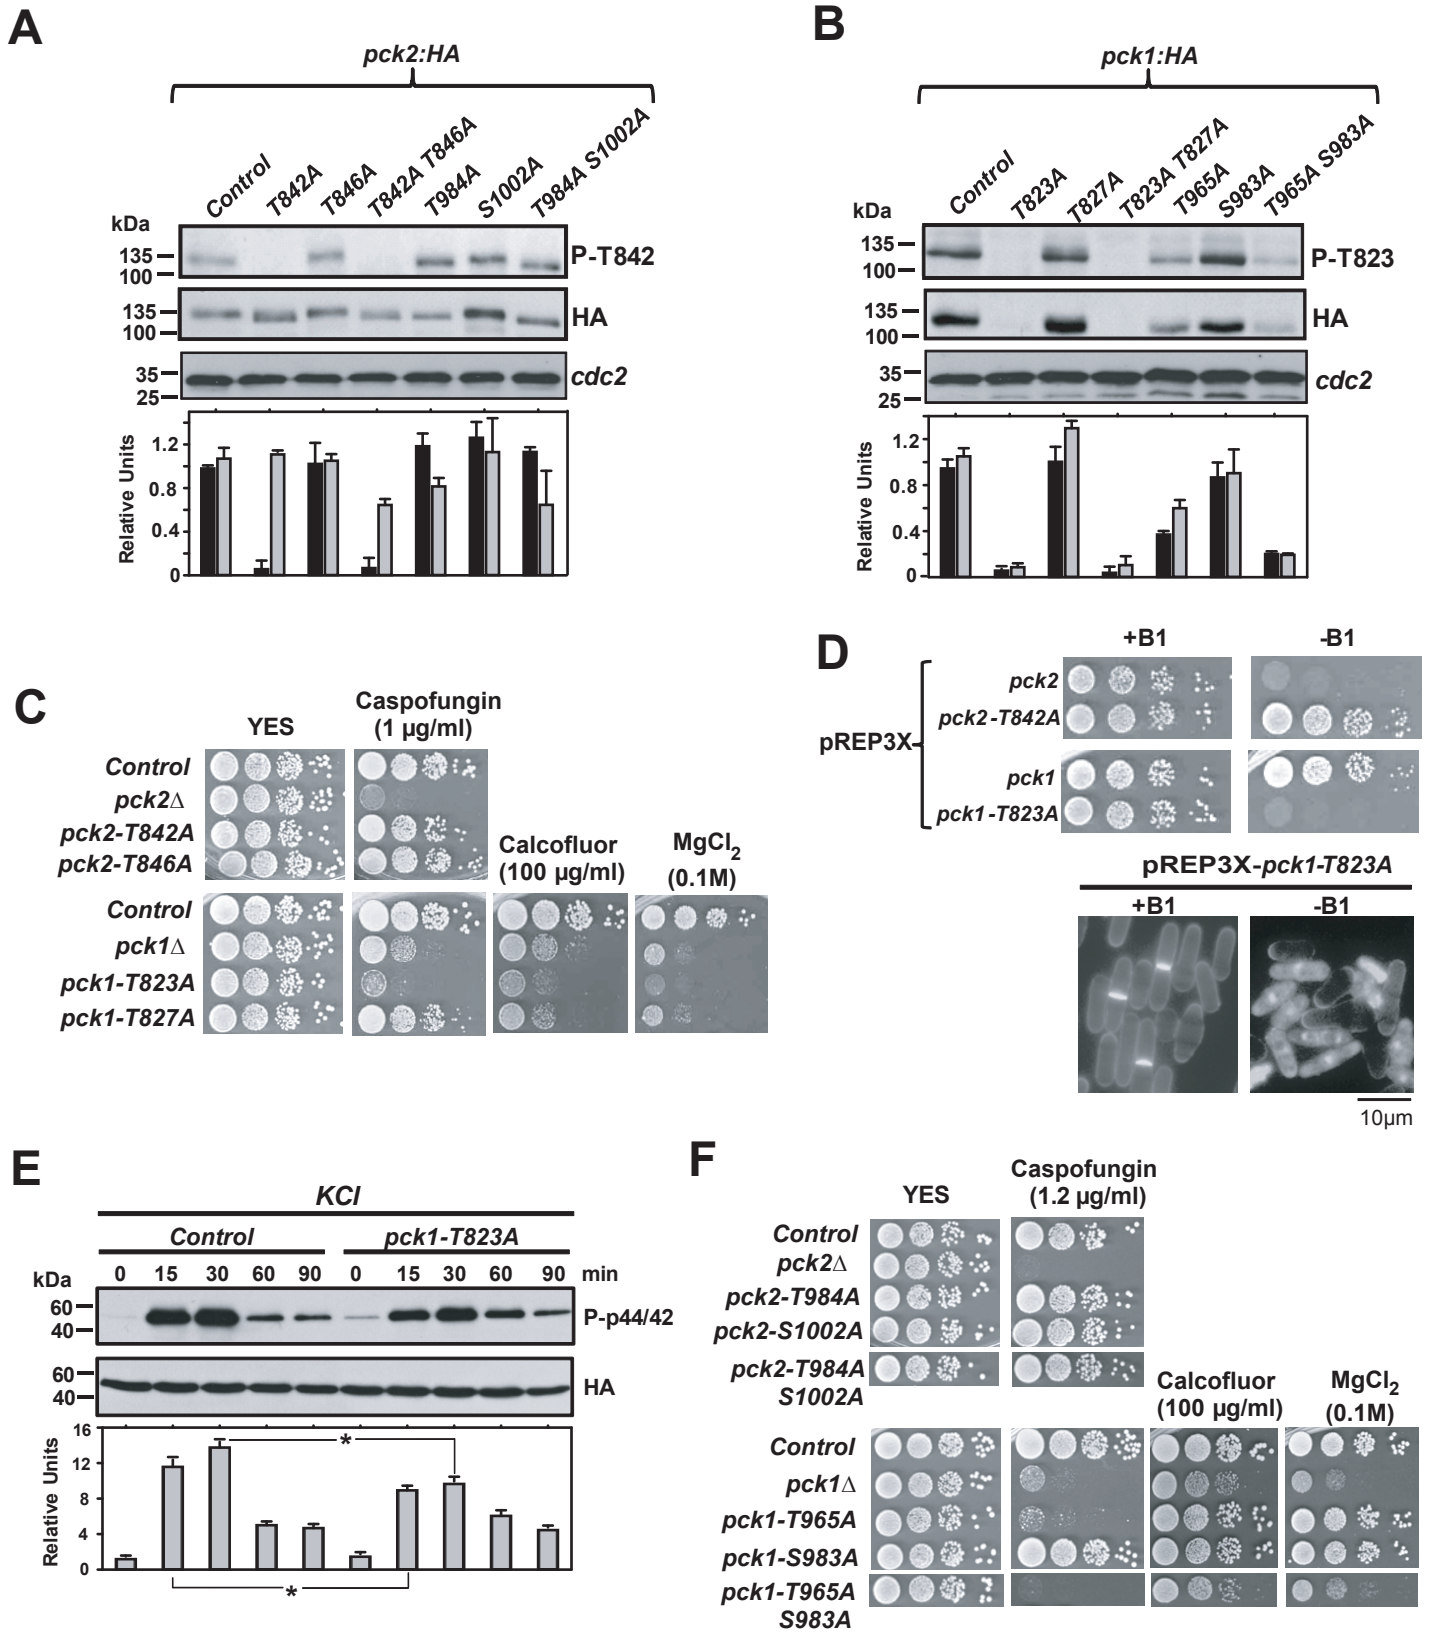 A
pck2:HA
Control
T842A
T846A
T842A T846A
T984A
S1002A
T984A S1002A
kDa
135
100
P-T842
135
100
HA
35
25
cdc2
Relative Units
1.2
0.8
0.4
0
B
pck1:HA
Control
T823A
T827A
T823A T827A
T965A
S983A
T965A S983A
kDa
135
100
P-T823
135
100
HA
35
25
cdc2
Relative Units
1.2
0.8
0.4
0
C
YES
Caspofungin
(1 µg/ml)
Control
pck2Δ
pck2-T842A
pck2-T846A
Calcofluor
(100 µg/ml)
MgCl2
(0.1M)
Control
pck1Δ
pck1-T823A
pck1-T827A
D
+B1
-B1
pREP3X
pck2
pck2-T842A
pck1
pck1-T823A
pREP3X-pck1-T823A
+B1
-B1
10µm
E
KCl
Control
pck1-T823A
kDa
0 15 30 60 90 0 15 30 60 90 min
60
40
P-p44/42
60
40
HA
Relative Units
16
12
8
4
0
*
*
F
YES
Caspofungin
(1.2 µg/ml)
Control
pck2Δ
pck2-T984A
pck2-S1002A
pck2-T984A
S1002A
Calcofluor
(100 µg/ml)
MgCl2
(0.1M)
Control
pck1Δ
pck1-T965A
pck1-S983A
pck1-T965A
S983A